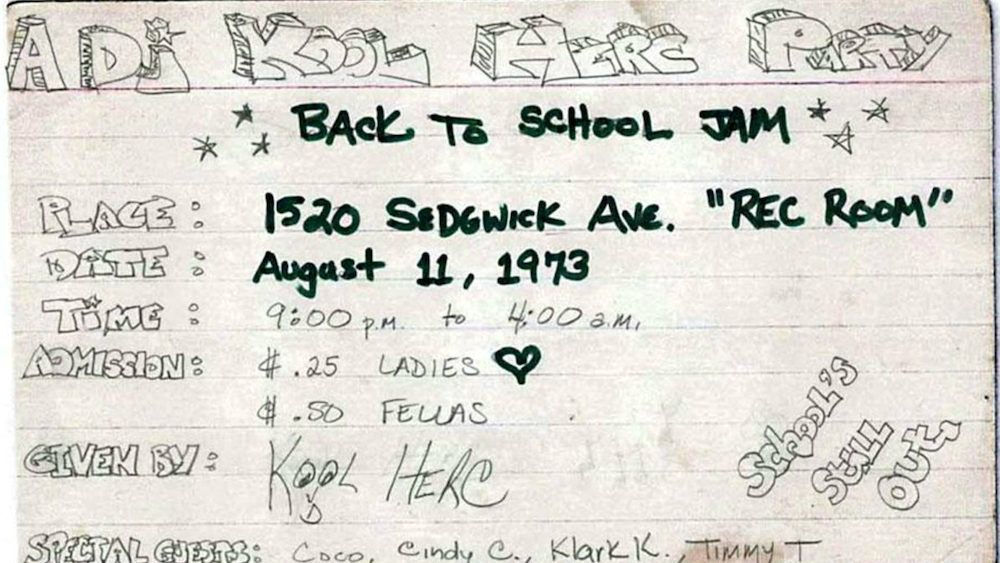 A DJ KOOL HERC PARTY
BACK TO SCHOOL JAM
PLACE: 1520 SEDGWICK AVE. "REC ROOM"
DATE: August 11, 1973
TIME: 9:00 p.m. to 4:00 a.m.
ADMISSION: $.25 LADIES ♥
$.50 FELLAS
GIVEN BY: KOOL HERC
SCHOOL'S STILL OUT!
SPECIAL GUESTS: COCO, Cindy C., KLARK K., TIMMY T